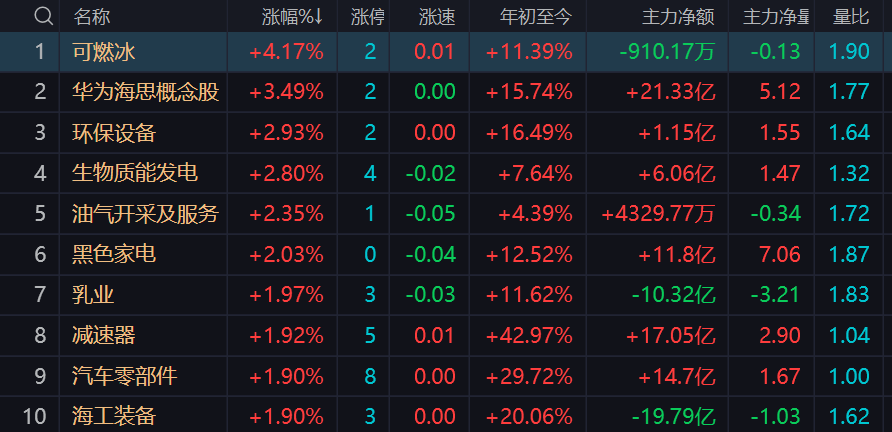 名称 涨幅%↓ 涨停 涨速 年初至今 主力净额 主力净量 量比
1 可燃冰 +4.17% 2 0.01 +11.39% -910.17万 -0.13 1.90
2 华为海思概念股 +3.49% 2 0.00 +15.74% +21.33亿 5.12 1.77
3 环保设备 +2.93% 2 0.00 +16.49% +1.15亿 1.55 1.64
4 生物质能发电 +2.80% 4 -0.02 +7.64% +6.06亿 1.47 1.32
5 油气开采及服务 +2.35% 1 -0.05 +4.39% +4329.77万 -0.34 1.72
6 黑色家电 +2.03% 0 -0.04 +12.52% +11.8亿 7.06 1.87
7 乳业 +1.97% 3 -0.03 +11.62% -10.32亿 -3.21 1.83
8 减速器 +1.92% 5 0.01 +42.97% +17.05亿 2.90 1.04
9 汽车零部件 +1.90% 8 0.00 +29.72% +14.7亿 1.67 1.00
10 海工装备 +1.90% 3 0.00 +20.06% -19.79亿 -1.03 1.62